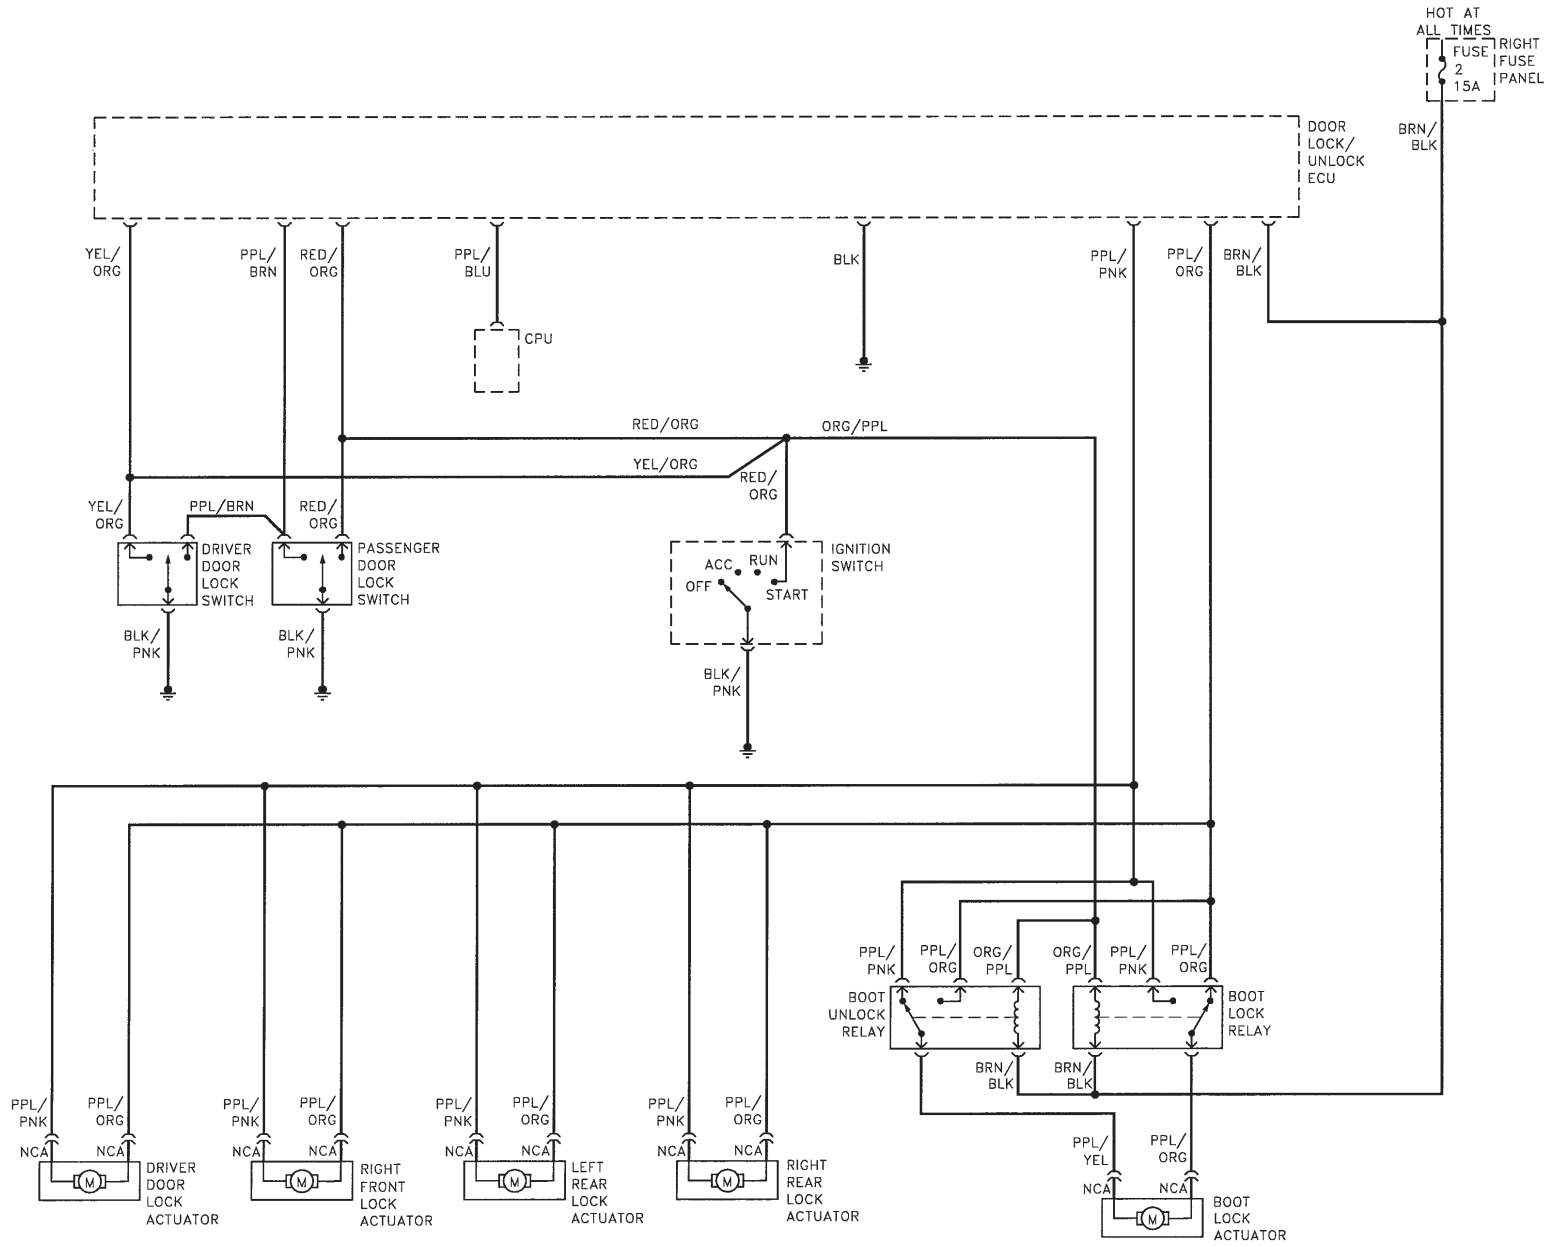 HOT AT
ALL TIMES
FUSE
2
15A
RIGHT
FUSE
PANEL
BRN/
BLK
DOOR
LOCK/
UNLOCK
ECU
YEL/
ORG
PPL/
BRN
RED/
ORG
PPL/
BLU
BLK
PPL/
PNK
PPL/
ORG
BRN/
BLK
CPU
RED/ORG
ORG/PPL
YEL/ORG
RED/
ORG
YEL/
ORG
PPL/BRN
RED/
ORG
DRIVER
DOOR
LOCK
SWITCH
PASSENGER
DOOR
LOCK
SWITCH
IGNITION
SWITCH
OFF
ACC
RUN
START
BLK/
PNK
BLK/
PNK
BLK/
PNK
PPL/
PNK
PPL/
ORG
ORG/
PPL
ORG/
PPL
PPL/
PNK
PPL/
ORG
BOOT
UNLOCK
RELAY
BOOT
LOCK
RELAY
BRN/
BLK
BRN/
BLK
PPL/
PNK
PPL/
ORG
PPL/
PNK
PPL/
ORG
PPL/
PNK
PPL/
ORG
PPL/
PNK
PPL/
ORG
PPL/
YEL
PPL/
ORG
NCA
NCA
NCA
NCA
NCA
NCA
NCA
NCA
NCA
NCA
M
DRIVER
DOOR
LOCK
ACTUATOR
M
RIGHT
FRONT
LOCK
ACTUATOR
M
LEFT
REAR
LOCK
ACTUATOR
M
RIGHT
REAR
LOCK
ACTUATOR
M
BOOT
LOCK
ACTUATOR